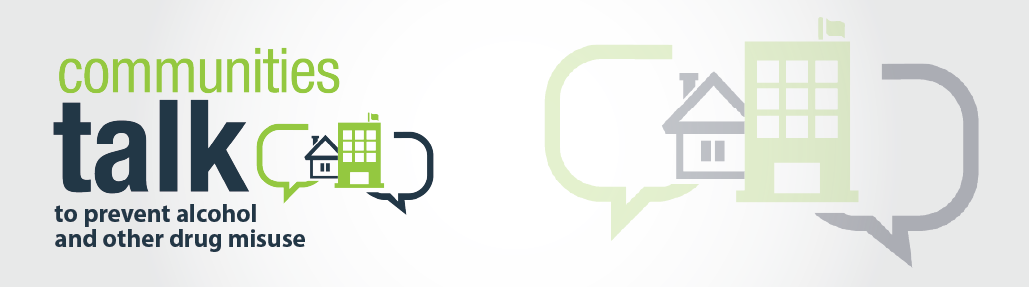 communities
talk
to prevent alcohol
and other drug misuse